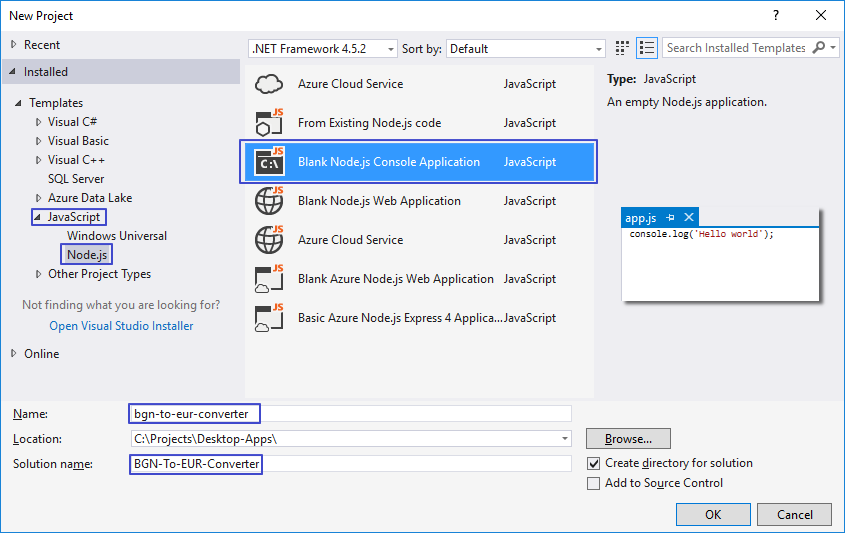 New Project
?
Recent
.NET Framework 4.5.2
Sort by:
Default
Search Installed Templates
Installed
Templates
Visual C#
Visual Basic
Visual C++
SQL Server
Azure Data Lake
JavaScript
Windows Universal
Node.js
Other Project Types
Not finding what you are looking for?
Open Visual Studio Installer
Online
Azure Cloud Service JavaScript
JS
From Existing Node.js code JavaScript
JS
C:\
Blank Node.js Console Application JavaScript
JS
Blank Node.js Web Application JavaScript
JS
Azure Cloud Service JavaScript
JS
Blank Azure Node.js Web Application JavaScript
JS
Basic Azure Node.js Express 4 Applica... JavaScript
Type: JavaScript
An empty Node.js application.
app.js
console.log('Hello world');
Name: bgn-to-eur-converter
Location: C:\Projects\Desktop-Apps\
Browse...
Solution name: BGN-To-EUR-Converter
Create directory for solution
Add to Source Control
OK
Cancel